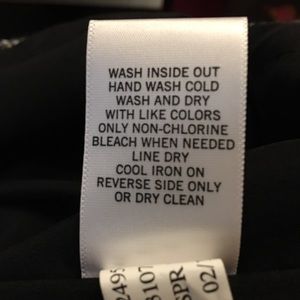 WASH INSIDE OUT
HAND WASH COLD
WASH AND DRY
WITH LIKE COLORS
ONLY NON-CHLORINE
BLEACH WHEN NEEDED
LINE DRY
COOL IRON ON
REVERSE SIDE ONLY
OR DRY CLEAN